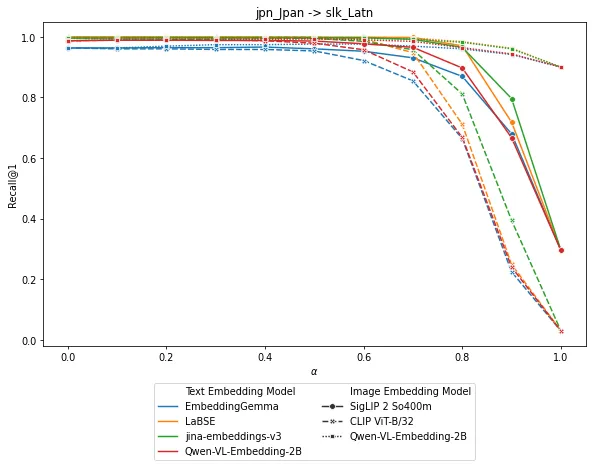 jpn_Jpan -> slk_Latn
Recall@1
1.0
0.8
0.6
0.4
0.2
0.0
0.0 0.2 0.4 0.6 0.8 1.0
α
Text Embedding Model Image Embedding Model
EmbeddingGemma SigLIP 2 So400m
LaBSE CLIP ViT-B/32
jina-embeddings-v3 Qwen-VL-Embedding-2B
Qwen-VL-Embedding-2B